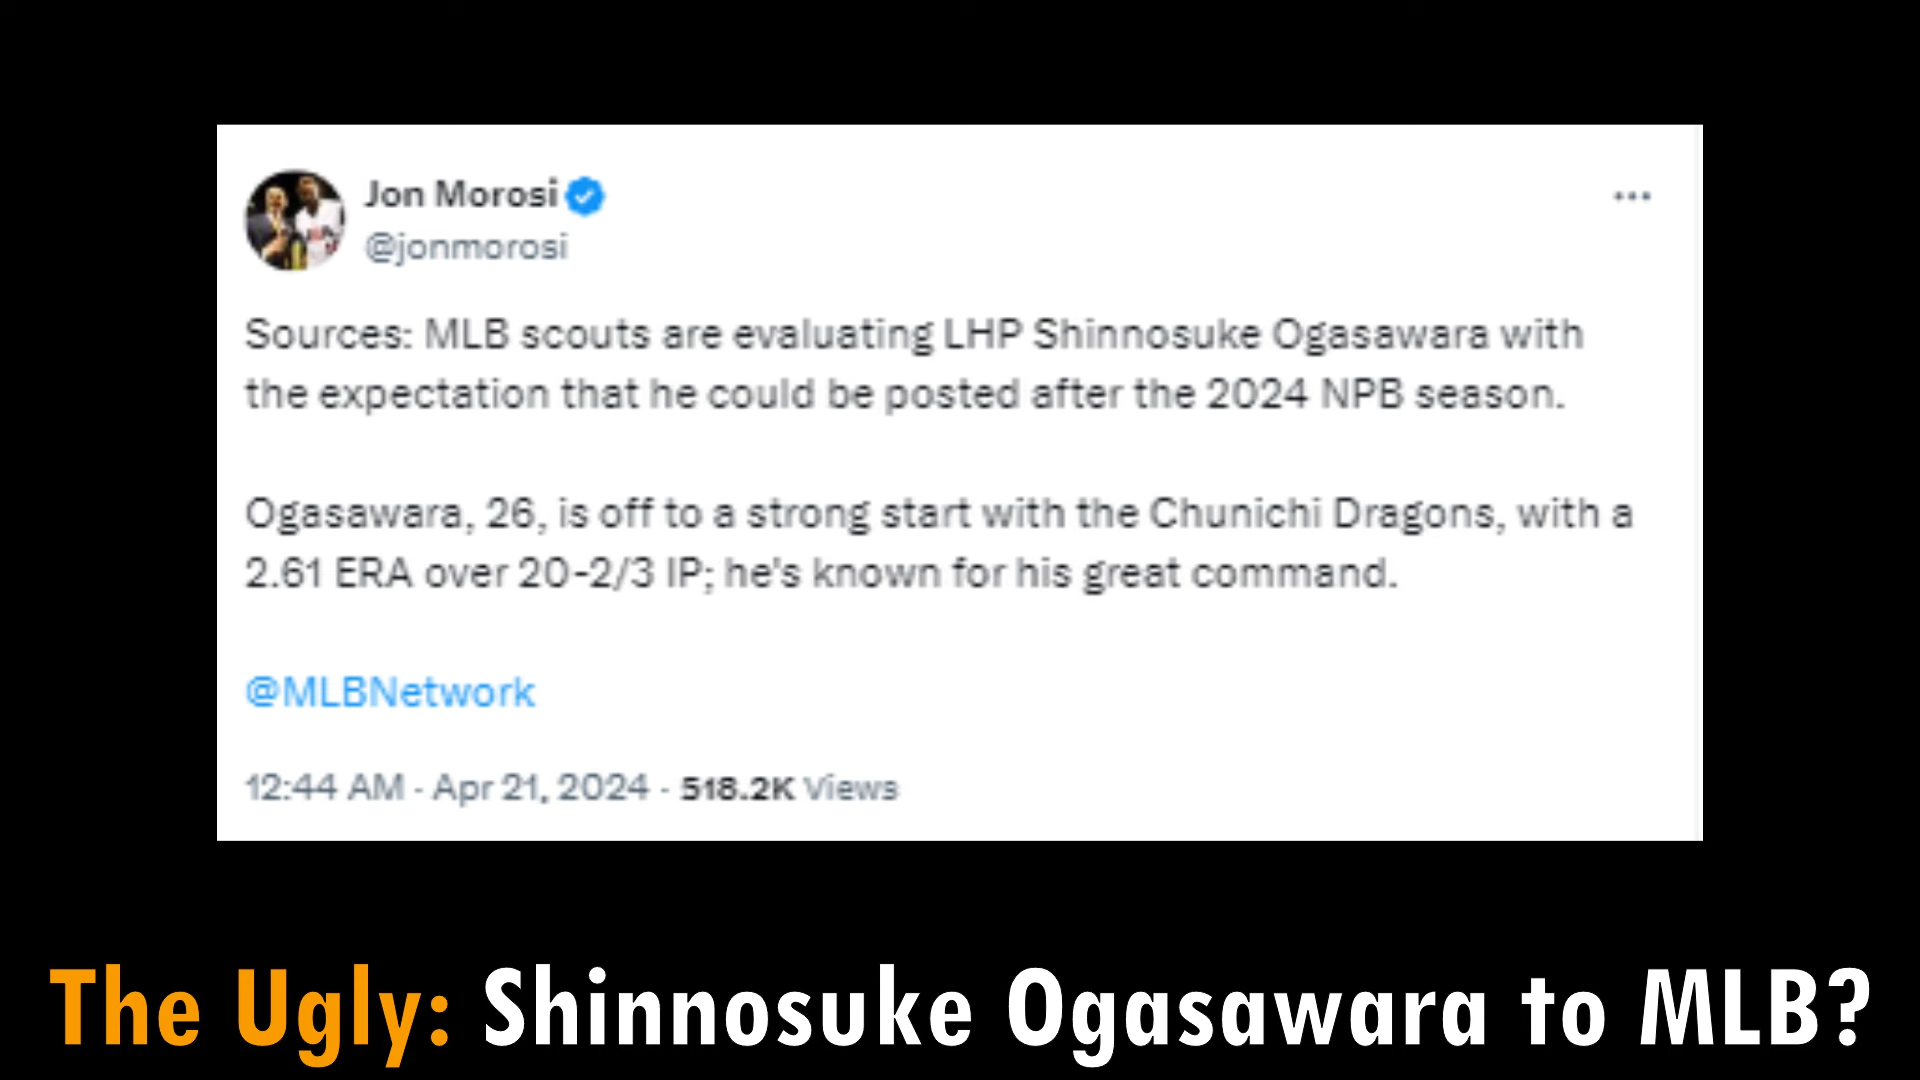 Jon Morosi
@jonmorosi
Sources: MLB scouts are evaluating LHP Shinnosuke Ogasawara with
the expectation that he could be posted after the 2024 NPB season.
Ogasawara, 26, is off to a strong start with the Chunichi Dragons, with a
2.61 ERA over 20-2/3 IP; he's known for his great command.
@MLBNetwork
12:44 AM · Apr 21, 2024 · 518.2K Views
The Ugly: Shinnosuke Ogasawara to MLB?